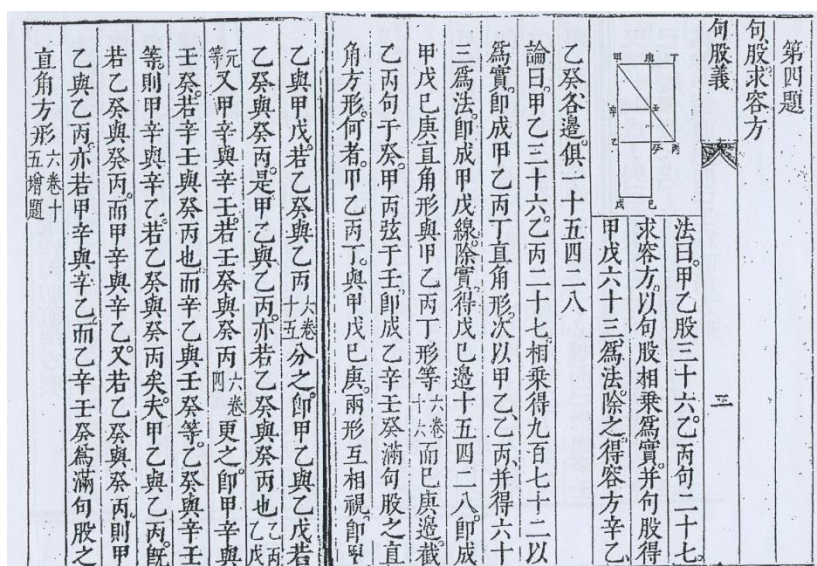 第四題
句股求容方
句股義 三
甲 庚 丁
辛 壬
乙 癸 丙
戊 己
法曰。甲乙股三十六。乙丙句二十七。
求容方。以句股相乘爲實。并句股得
甲戊六十三。爲法。除之。得容方辛乙
乙癸各邊。俱一十五四二八
論曰。甲乙三十六。乙丙二十七。相乘得九百七十二以
爲實。卽成甲乙丙丁直角形。次以甲乙、乙丙、并得六十
三爲法。卽成甲戊線。除實。得戊己邊十五四二八。卽成
甲戊己庚直角形。與甲乙丙丁形等六卷十六而己庚邊。截
乙丙句于癸。甲丙弦于壬。卽成乙辛壬癸滿句股之直
角方形。何者。甲乙丙丁。與甲戊己庚。兩形互相視。卽甲
乙與甲戊。若乙癸與乙丙六卷十五分之。卽甲乙與乙戊若
乙癸與癸丙。是甲乙與乙丙。亦若乙癸與癸丙也乙丙乙戊
元等又甲辛與辛壬。若壬癸與癸丙六卷四更之。卽甲辛與
壬癸。若辛壬與癸丙也。而辛乙與壬癸等。乙癸與辛壬
等。則甲辛與辛乙。若乙癸與癸丙矣。夫甲乙與乙丙。旣
若乙癸與癸丙。而甲辛與辛乙。又若乙癸與癸丙。則甲
乙與乙丙。亦若甲辛與辛乙。而乙辛壬癸爲滿句股之
直角方形六卷十五增題